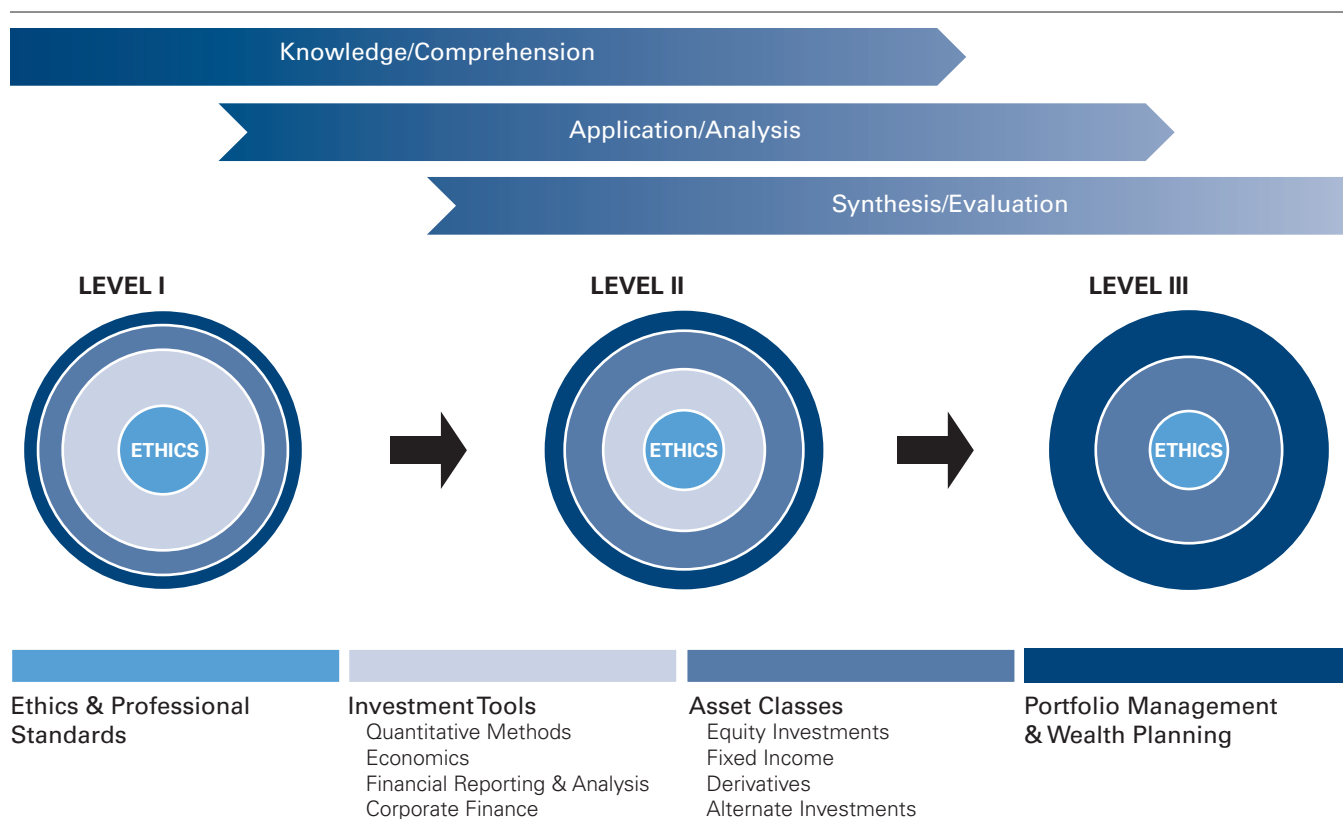 Knowledge/Comprehension
Application/Analysis
Synthesis/Evaluation
LEVEL I
LEVEL II
LEVEL III
ETHICS
ETHICS
ETHICS
Ethics & Professional
Standards
Investment Tools
Quantitative Methods
Economics
Financial Reporting & Analysis
Corporate Finance
Asset Classes
Equity Investments
Fixed Income
Derivatives
Alternate Investments
Portfolio Management
& Wealth Planning